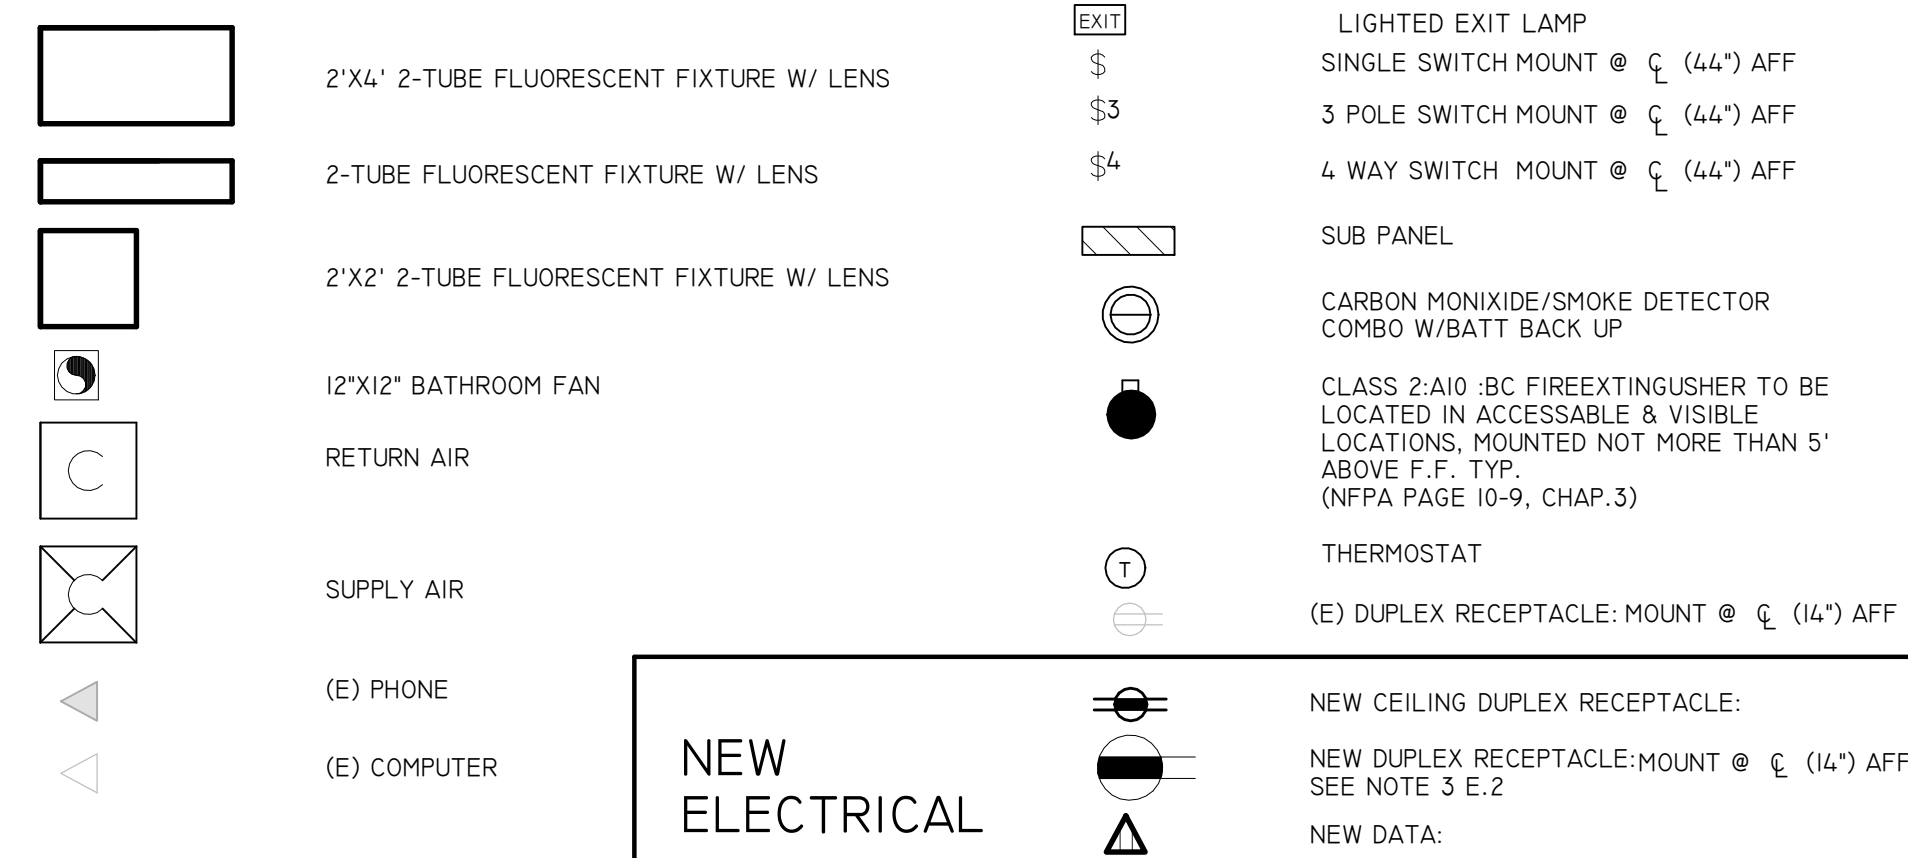 2'X4' 2-TUBE FLUORESCENT FIXTURE W/ LENS
2-TUBE FLUORESCENT FIXTURE W/ LENS
2'X2' 2-TUBE FLUORESCENT FIXTURE W/ LENS
12"X12" BATHROOM FAN
C
RETURN AIR
SUPPLY AIR
(E) PHONE
(E) COMPUTER
EXIT LIGHTED EXIT LAMP
$ SINGLE SWITCH MOUNT @ ℄ (44") AFF
$3 3 POLE SWITCH MOUNT @ ℄ (44") AFF
$4 4 WAY SWITCH MOUNT @ ℄ (44") AFF
SUB PANEL
CARBON MONIXIDE/SMOKE DETECTOR
COMBO W/BATT BACK UP
CLASS 2:A10 :BC FIREEXTINGUSHER TO BE
LOCATED IN ACCESSABLE & VISIBLE
LOCATIONS, MOUNTED NOT MORE THAN 5'
ABOVE F.F. TYP.
(NFPA PAGE 10-9, CHAP.3)
T THERMOSTAT
(E) DUPLEX RECEPTACLE: MOUNT @ ℄ (14") AFF
NEW
ELECTRICAL
NEW CEILING DUPLEX RECEPTACLE:
NEW DUPLEX RECEPTACLE: MOUNT @ ℄ (14") AFF
SEE NOTE 3 E.2
NEW DATA: